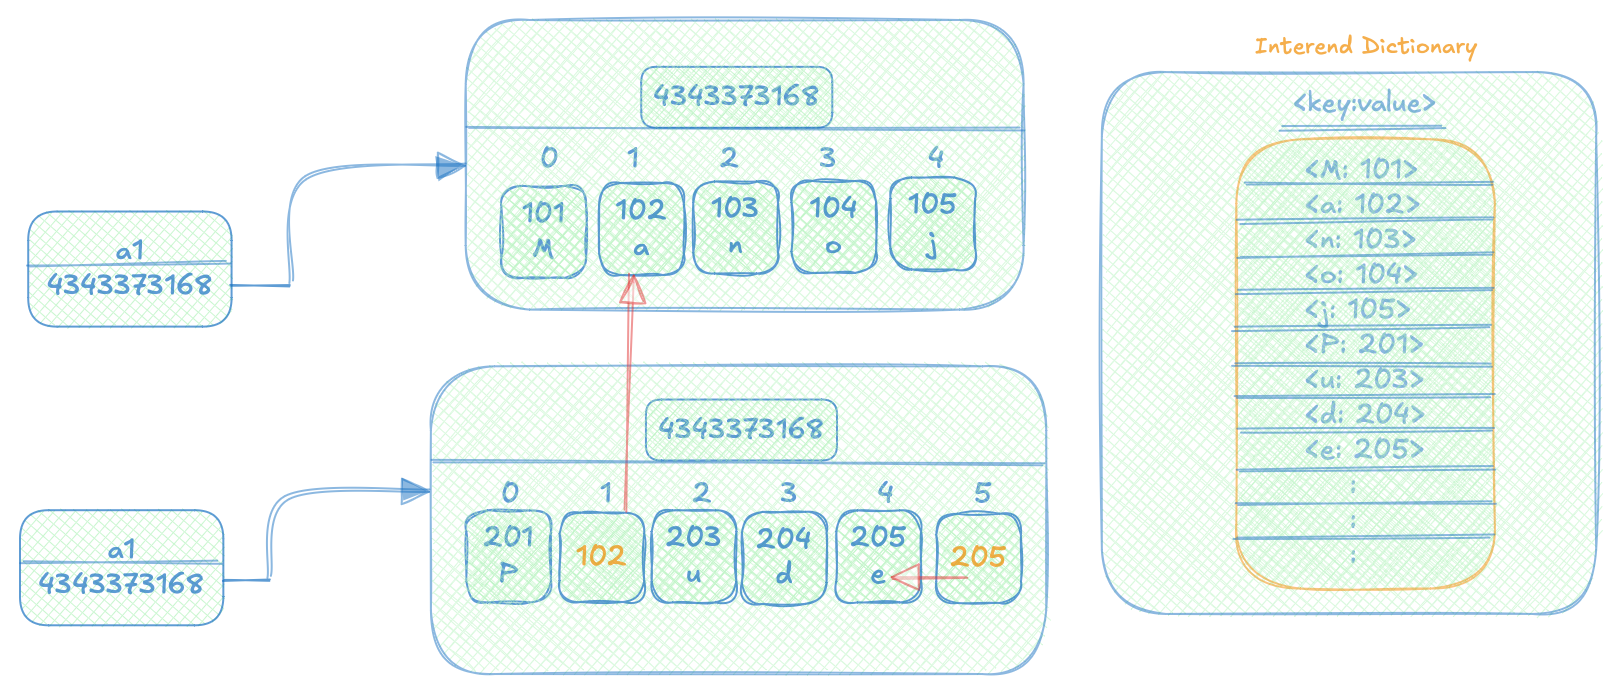 a1
4343373168
4343373168
0 1 2 3 4
101 102 103 104 105
M a n o j
a1
4343373168
4343373168
0 1 2 3 4 5
201 102 203 204 205 205
P u d e
Interend Dictionary
<key:value>
<M: 101>
<a: 102>
<n: 103>
<o: 104>
<j: 105>
<P: 201>
<u: 203>
<d: 204>
<e: 205>
:
:
: